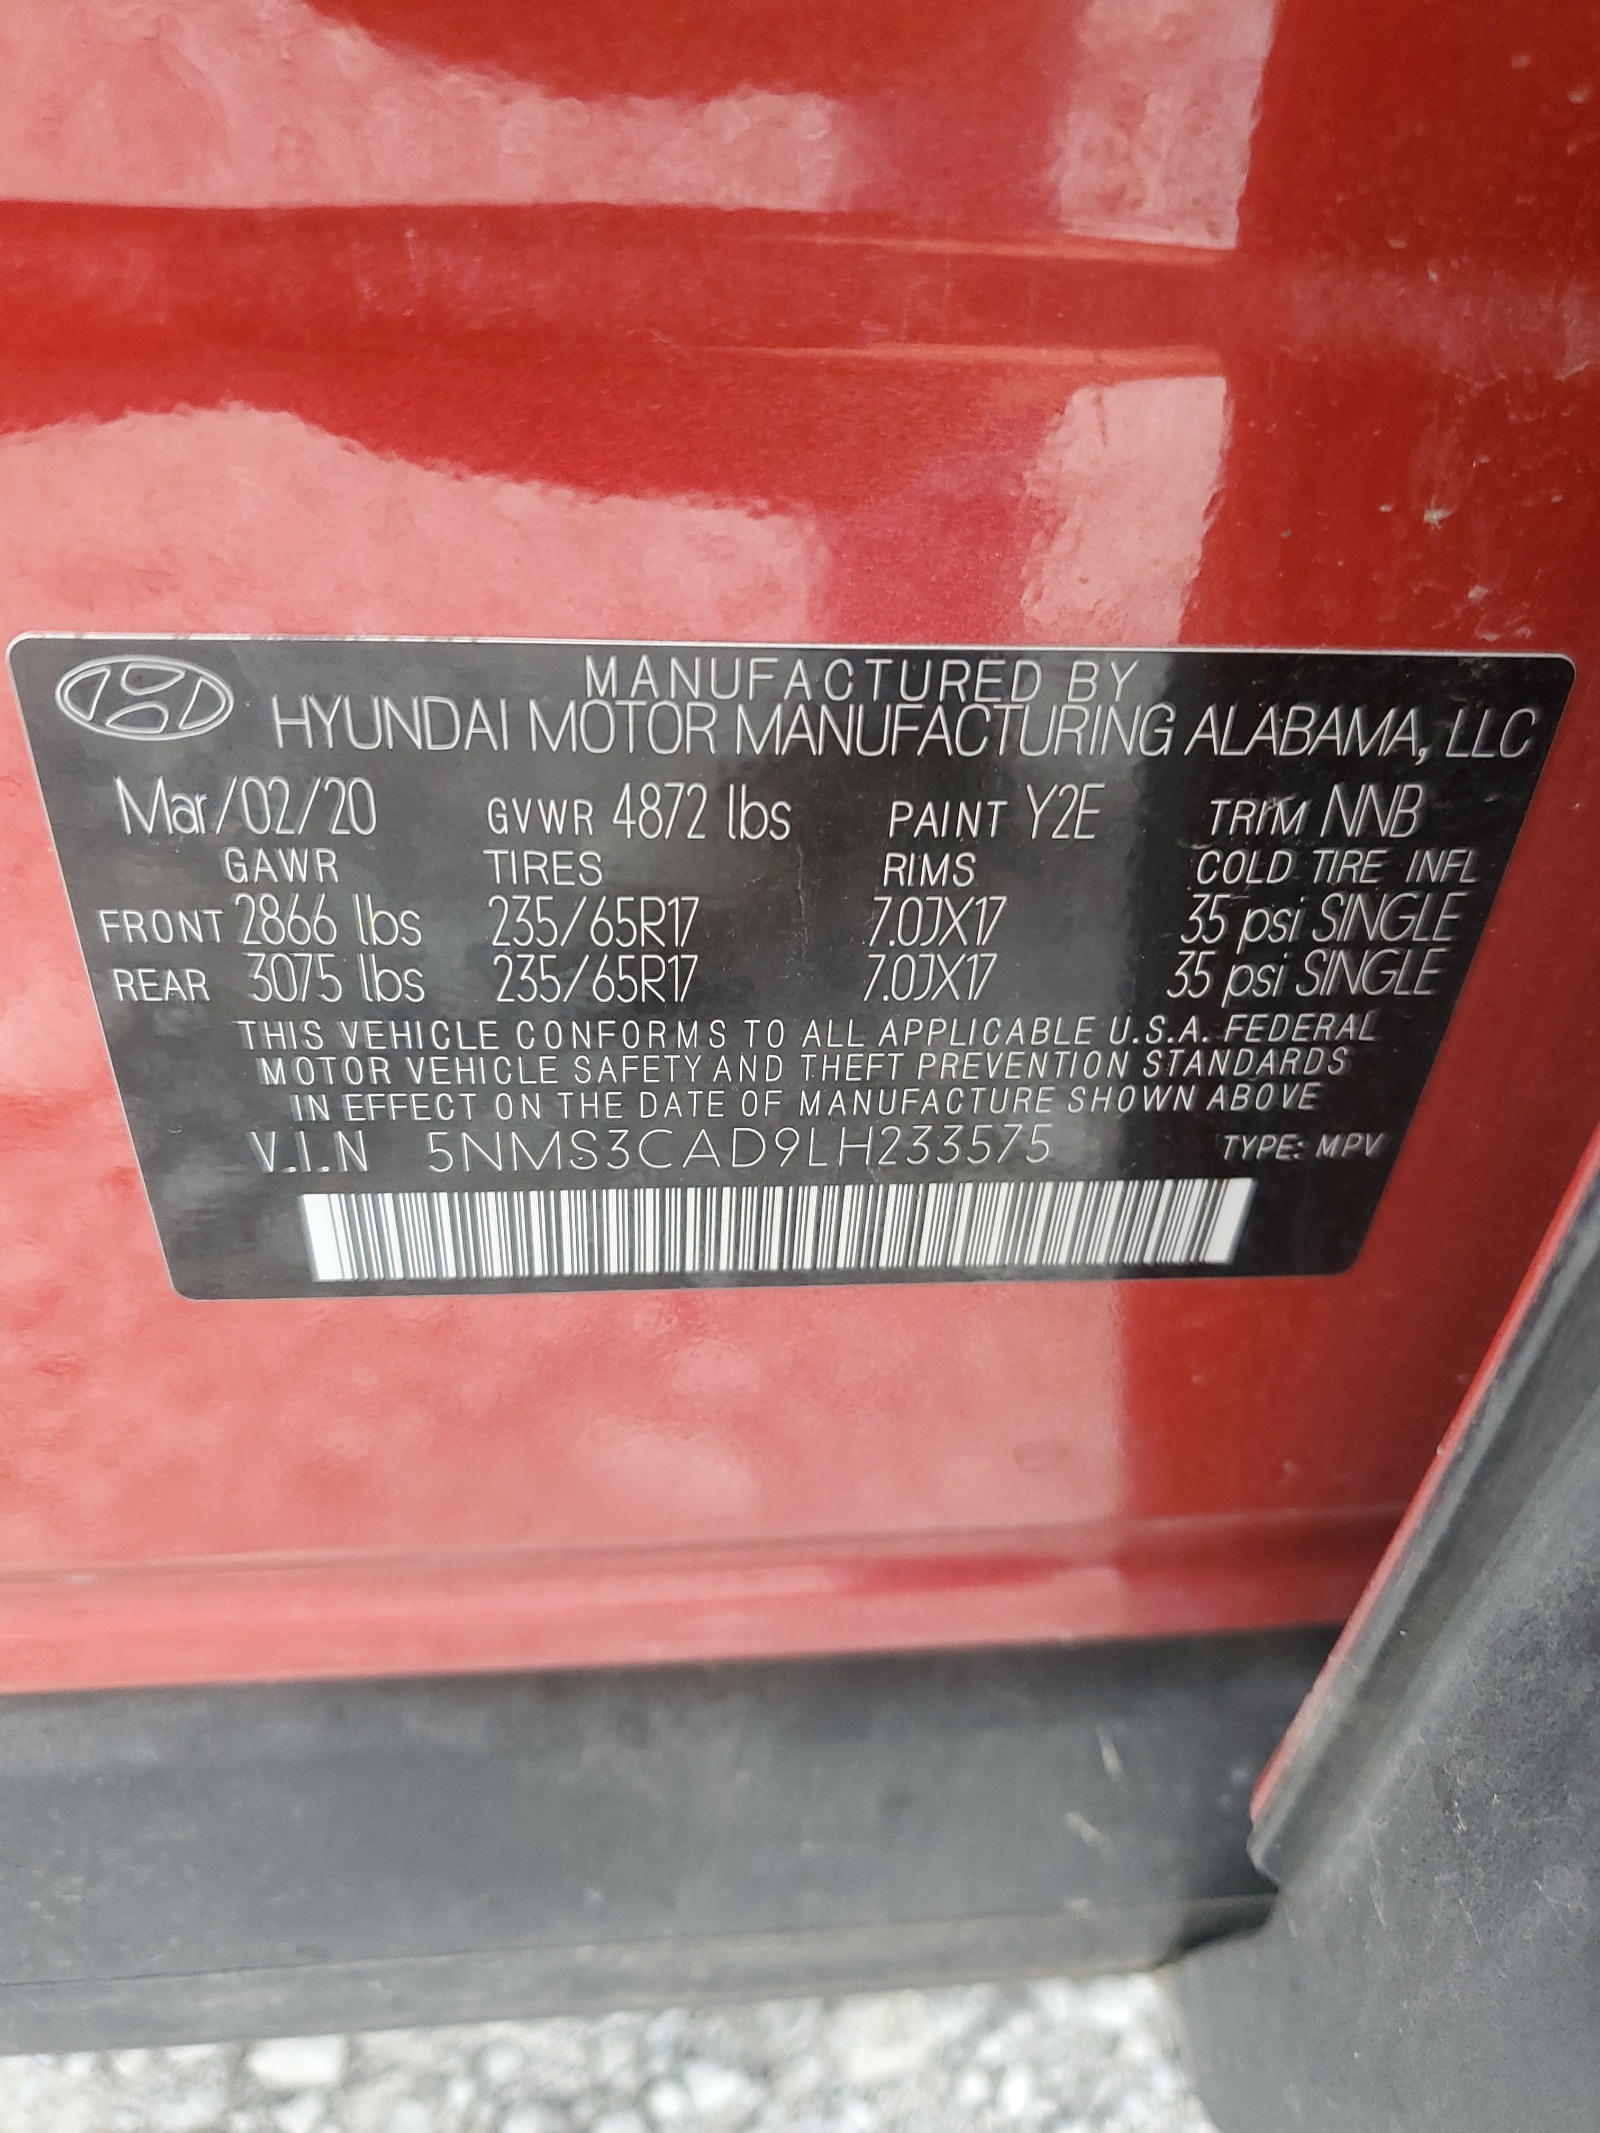 MANUFACTURED BY
HYUNDAI MOTOR MANUFACTURING ALABAMA, LLC
Mar/02/20 GVWR 4872 lbs PAINT Y2E TRIM NNB
GAWR TIRES RIMS COLD TIRE INFL
FRONT 2866 lbs 235/65R17 7.0JX17 35 psi SINGLE
REAR 3075 lbs 235/65R17 7.0JX17 35 psi SINGLE
THIS VEHICLE CONFORMS TO ALL APPLICABLE U.S.A. FEDERAL
MOTOR VEHICLE SAFETY AND THEFT PREVENTION STANDARDS
IN EFFECT ON THE DATE OF MANUFACTURE SHOWN ABOVE
V.I.N 5NMS3CAD9LH233575 TYPE: MPV